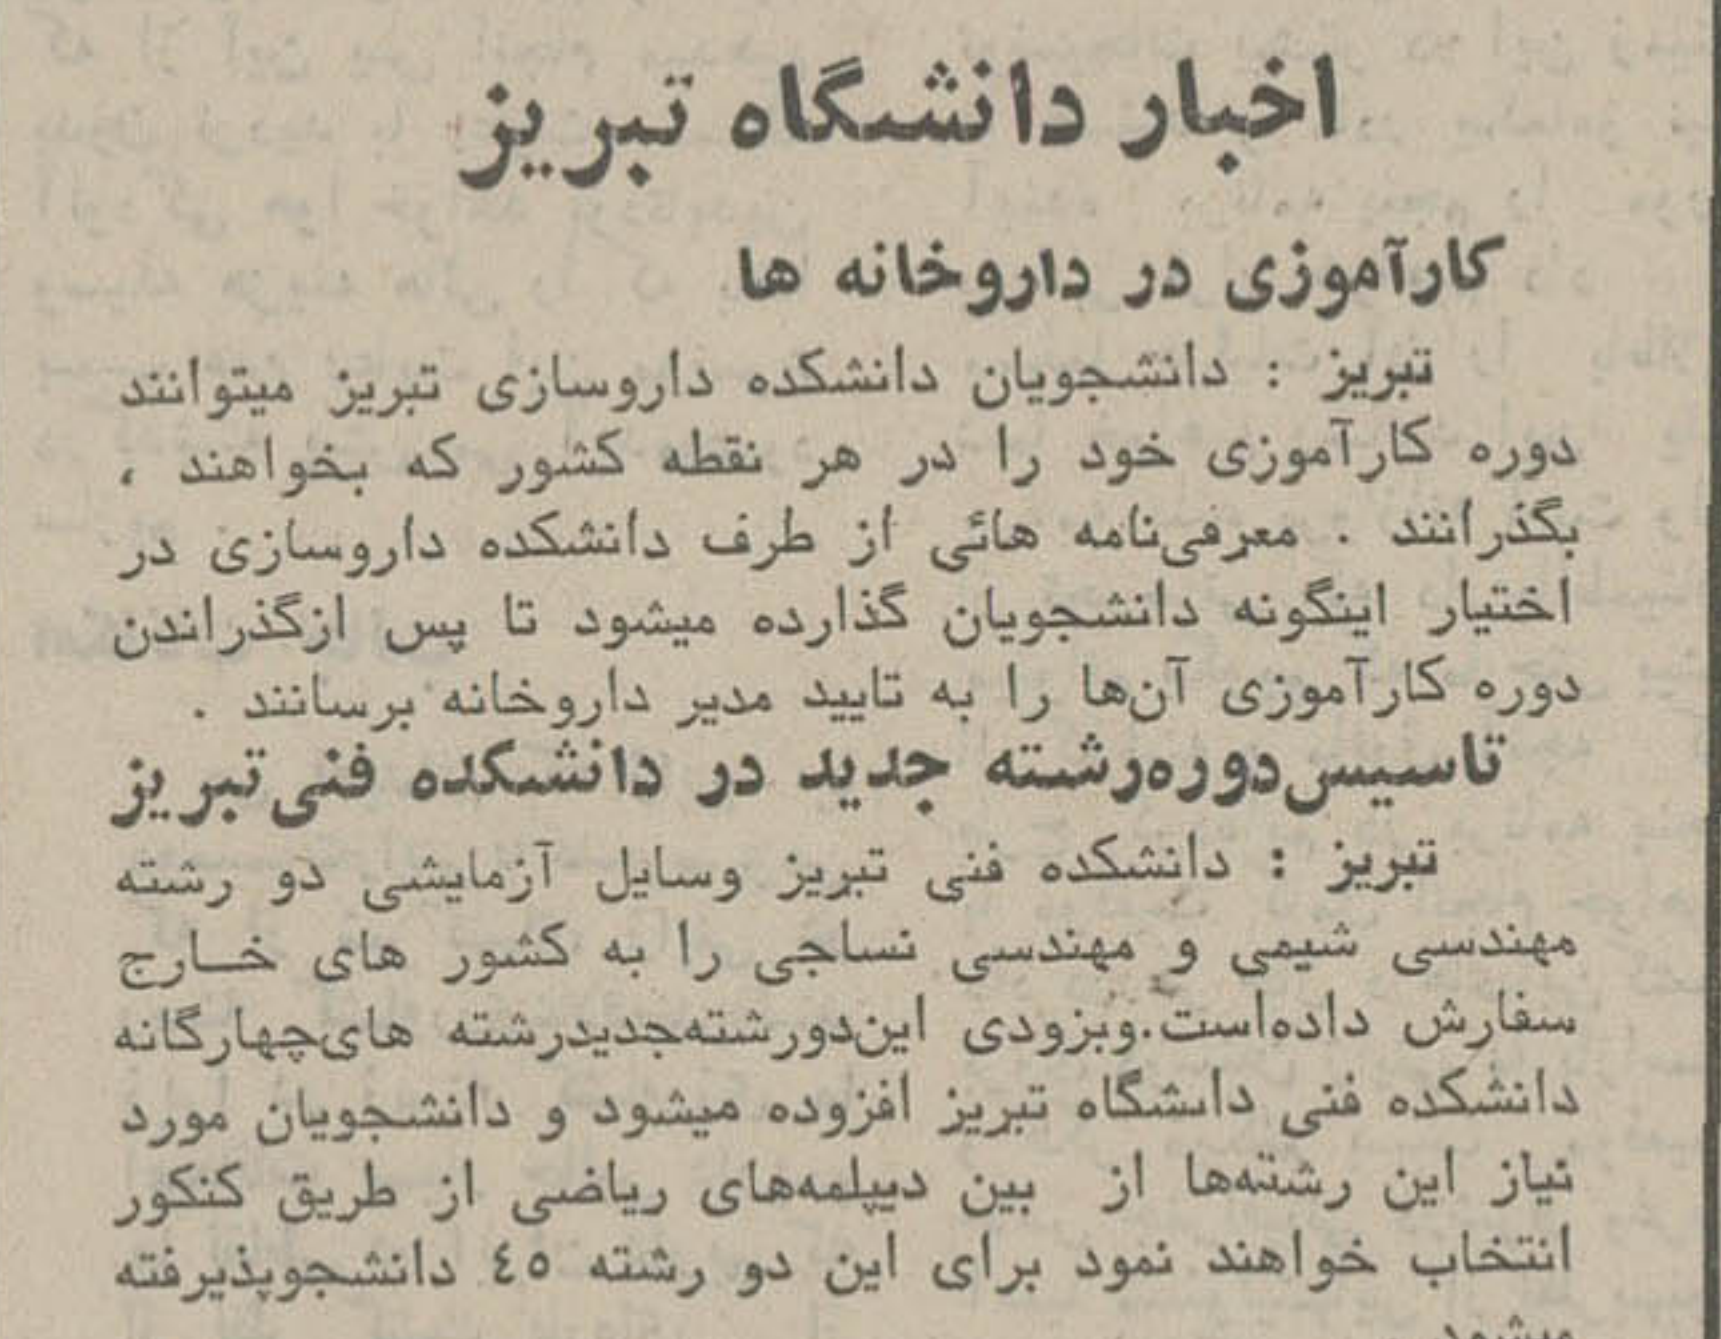 اخبار دانشگاه تبریز
کارآموزی در داروخانه ها
تبریز : دانشجویان دانشکده داروسازی تبریز میتوانند
دوره کارآموزی خود را در هر نقطه کشور که بخواهند ،
بگذرانند . معرفی‌نامه هائی از طرف دانشکده داروسازی در
اختیار اینگونه دانشجویان گذارده میشود تا پس ازگذراندن
دوره کارآموزی آن‌ها را به تایید مدیر داروخانه برسانند .
تاسیس‌دوره‌رشته جدید در دانشکده فنی تبریز
تبریز : دانشکده فنی تبریز وسایل آزمایشی دو رشته
مهندسی شیمی و مهندسی نساجی را به کشور های خـارج
سفارش داده‌است.وبزودی این‌دورشته‌جدیدرشته های‌چهارگانه
دانشکده فنی دانشگاه تبریز افزوده میشود و دانشجویان مورد
نیاز این رشته‌ها از بین دیپلمه‌های ریاضی از طریق کنکور
انتخاب خواهند نمود برای این دو رشته ٤٥ دانشجوپذیرفته